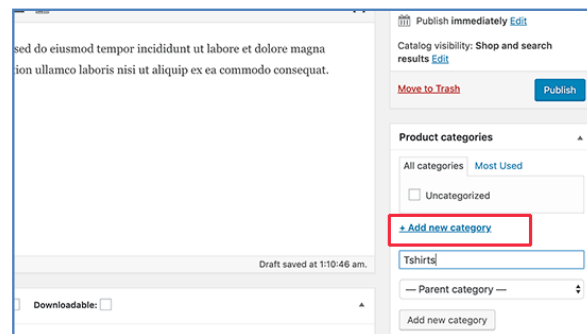 Publish immediately Edit
sed do eiusmod tempor incididunt ut labore et dolore magna
tion ullamco laboris nisi ut aliquip ex ea commodo consequat.
Catalog visibility: Shop and search
results Edit
Move to Trash
Publish
Product categories
All categories Most Used
Uncategorized
+ Add new category
Tshirts
— Parent category —
Add new category
Draft saved at 1:10:46 am.
Downloadable: